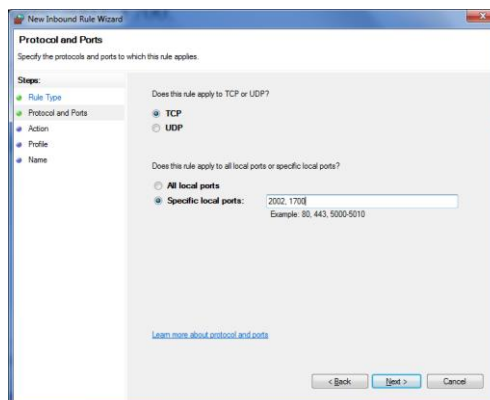 New Inbound Rule Wizard
Protocol and Ports
Specify the protocols and ports to which this rule applies.
Steps:
Rule Type
Protocol and Ports
Action
Profile
Name
Does this rule apply to TCP or UDP?
TCP
UDP
Does this rule apply to all local ports or specific local ports?
All local ports
Specific local ports: 2002, 1700
Example: 80, 443, 5000-5010
Learn more about protocol and ports
< Back Next > Cancel